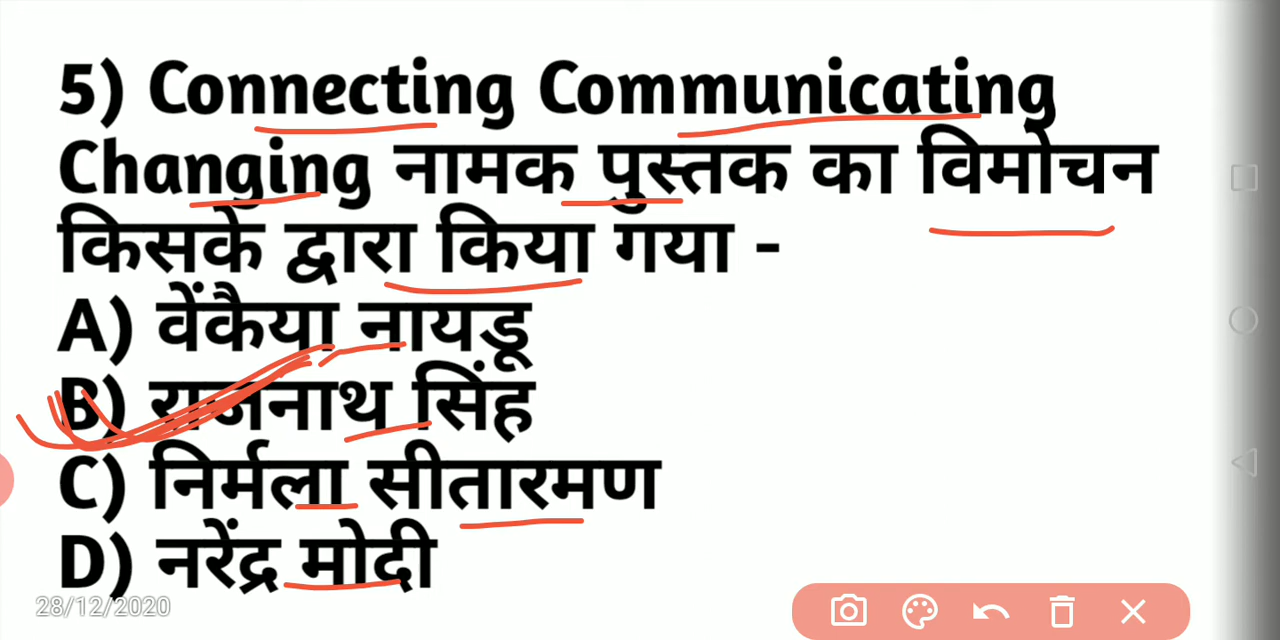 5) Connecting Communicating
Changing नामक पुस्तक का विमोचन
किसके द्वारा किया गया -
A) वेंकैया नायडू
B) राजनाथ सिंह
C) निर्मला सीतारमण
D) नरेंद्र मोदी
28/12/2020